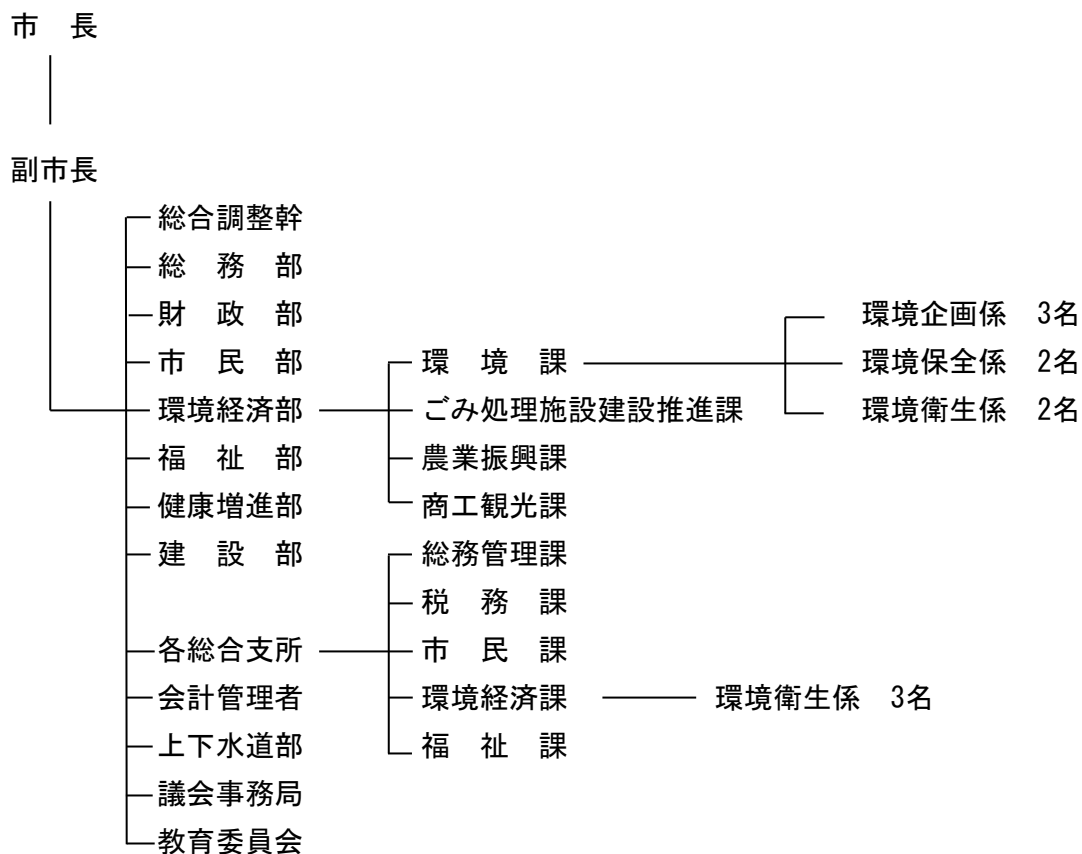 市　長
副市長
総合調整幹
総　務　部
財　政　部　環境企画係　3名
市　民　部　環　境　課　環境保全係　2名
環境経済部　ごみ処理施設建設推進課　環境衛生係　2名
福　祉　部　農業振興課
健康増進部　商工観光課
建　設　部　総務管理課
税　務　課
各総合支所　市　民　課
会計管理者　環境経済課　環境衛生係　3名
上下水道部　福　祉　課
議会事務局
教育委員会